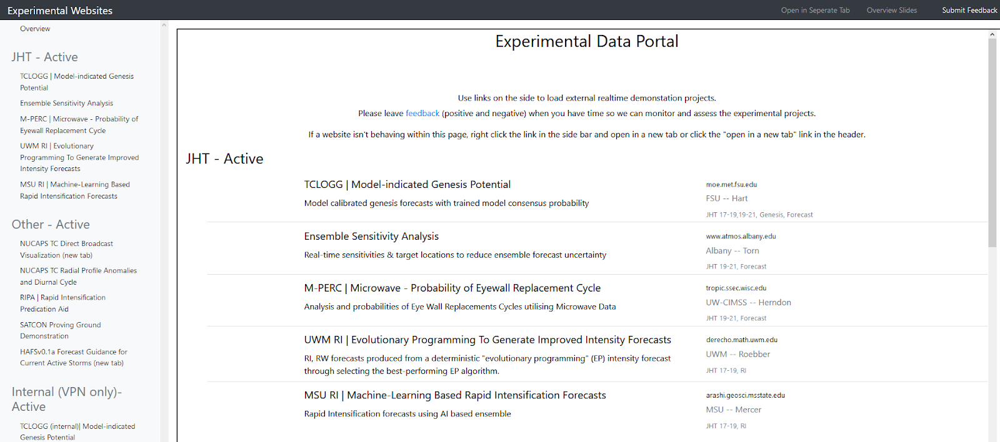 Experimental Websites
Open in Seperate Tab
Overview Slides
Submit Feedback
Overview
JHT - Active
TCLOGG | Model-indicated Genesis
Potential
Ensemble Sensitivity Analysis
M-PERC | Microwave - Probability of
Eyewall Replacement Cycle
UWM RI | Evolutionary
Programming To Generate Improved
Intensity Forecasts
MSU RI | Machine-Learning Based
Rapid Intensification Forecasts
Other - Active
NUCAPS TC Direct Broadcast
Visualization (new tab)
NUCAPS TC Radial Profile Anomalies
and Diurnal Cycle
RIPA | Rapid Intensification
Predication Aid
SATCON Proving Ground
Demonstration
HAFSv0.1a Forecast Guidance for
Current Active Storms (new tab)
Internal (VPN only)-
Active
TCLOGG (internal)| Model-indicated
Genesis Potential
Experimental Data Portal
Use links on the side to load external realtime demonstation projects.
Please leave feedback (positive and negative) when you have time so we can monitor and assess the experimental projects.
If a website isn't behaving within this page, right click the link in the side bar and open in a new tab or click the "open in a new tab" link in the header.
JHT - Active
TCLOGG | Model-indicated Genesis Potential
Model calibrated genesis forecasts with trained model consensus probability
moe.met.fsu.edu
FSU -- Hart
JHT 17-19,19-21, Genesis, Forecast
Ensemble Sensitivity Analysis
Real-time sensitivities & target locations to reduce ensemble forecast uncertainty
www.atmos.albany.edu
Albany -- Torn
JHT 19-21, Forecast
M-PERC | Microwave - Probability of Eyewall Replacement Cycle
Analysis and probabilities of Eye Wall Replacements Cycles utilising Microwave Data
tropic.ssec.wisc.edu
UW-CIMSS -- Herndon
JHT 19-21, Forecast
UWM RI | Evolutionary Programming To Generate Improved Intensity Forecasts
RI, RW forecasts produced from a deterministic "evolutionary programming" (EP) intensity forecast
through selecting the best-performing EP algorithm.
derecho.math.uwm.edu
UWM -- Roebber
JHT 17-19, RI
MSU RI | Machine-Learning Based Rapid Intensification Forecasts
Rapid Intensification forecasts using AI based ensemble
arashi.geosci.msstate.edu
MSU -- Mercer
JHT 17-19, RI